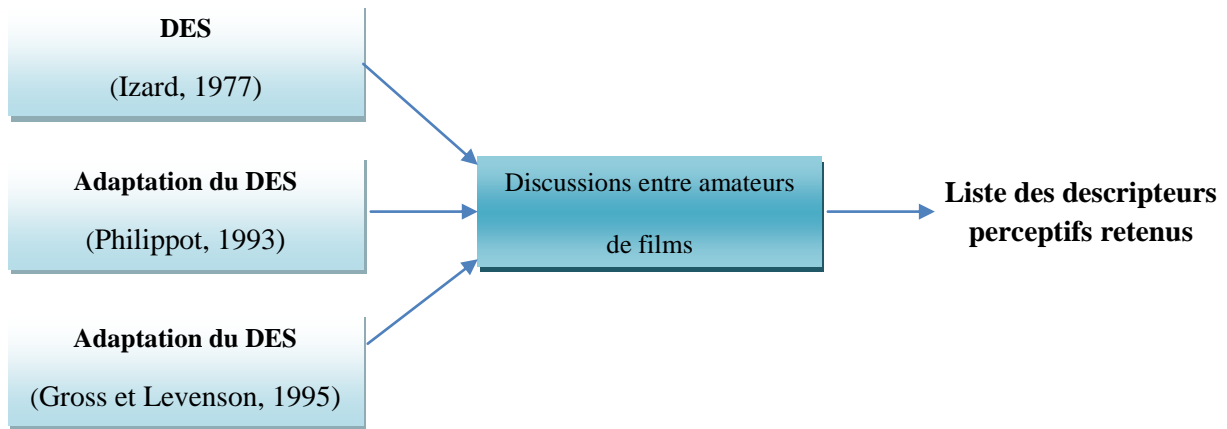 DES
(Izard, 1977)
Adaptation du DES
(Philippot, 1993)
Adaptation du DES
(Gross et Levenson, 1995)
Discussions entre amateurs
de films
Liste des descripteurs
perceptifs retenus